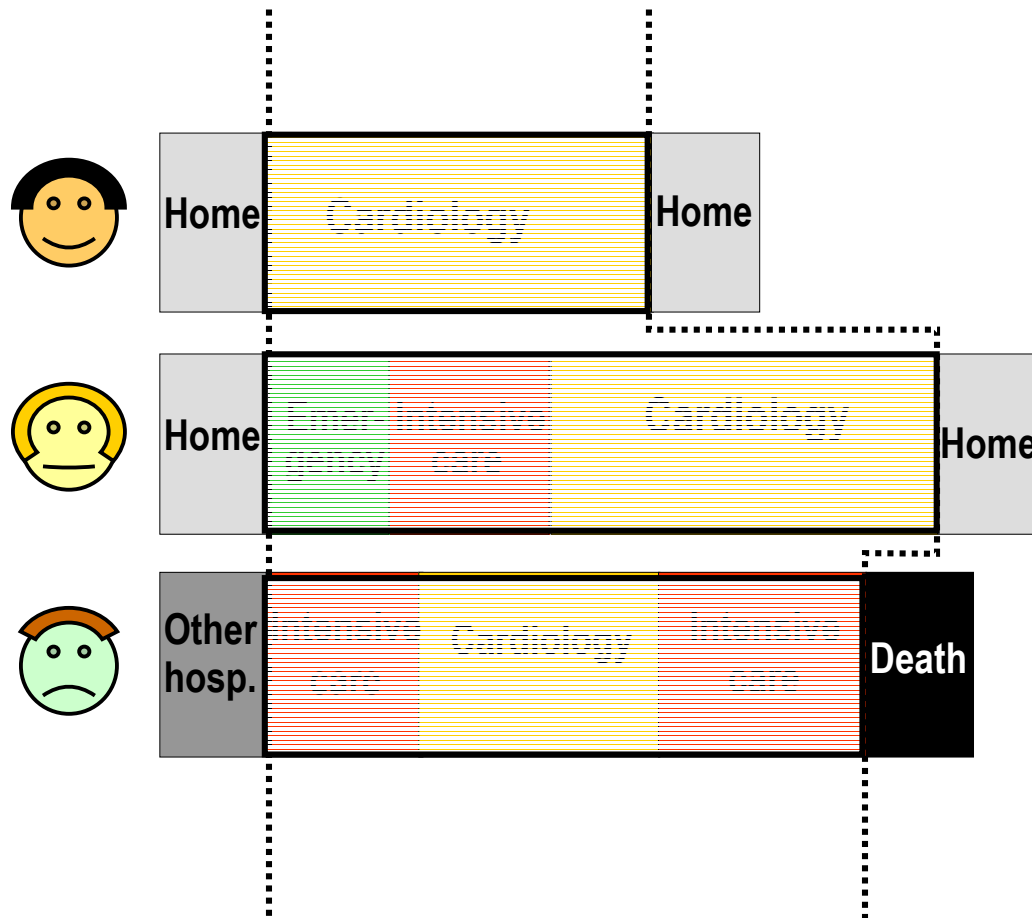 Home
Cardiology
Home
Home
Emer-
gency
Intensive
care
Cardiology
Home
Other
hosp.
Intensive
care
Cardiology
Intensive
care
Death